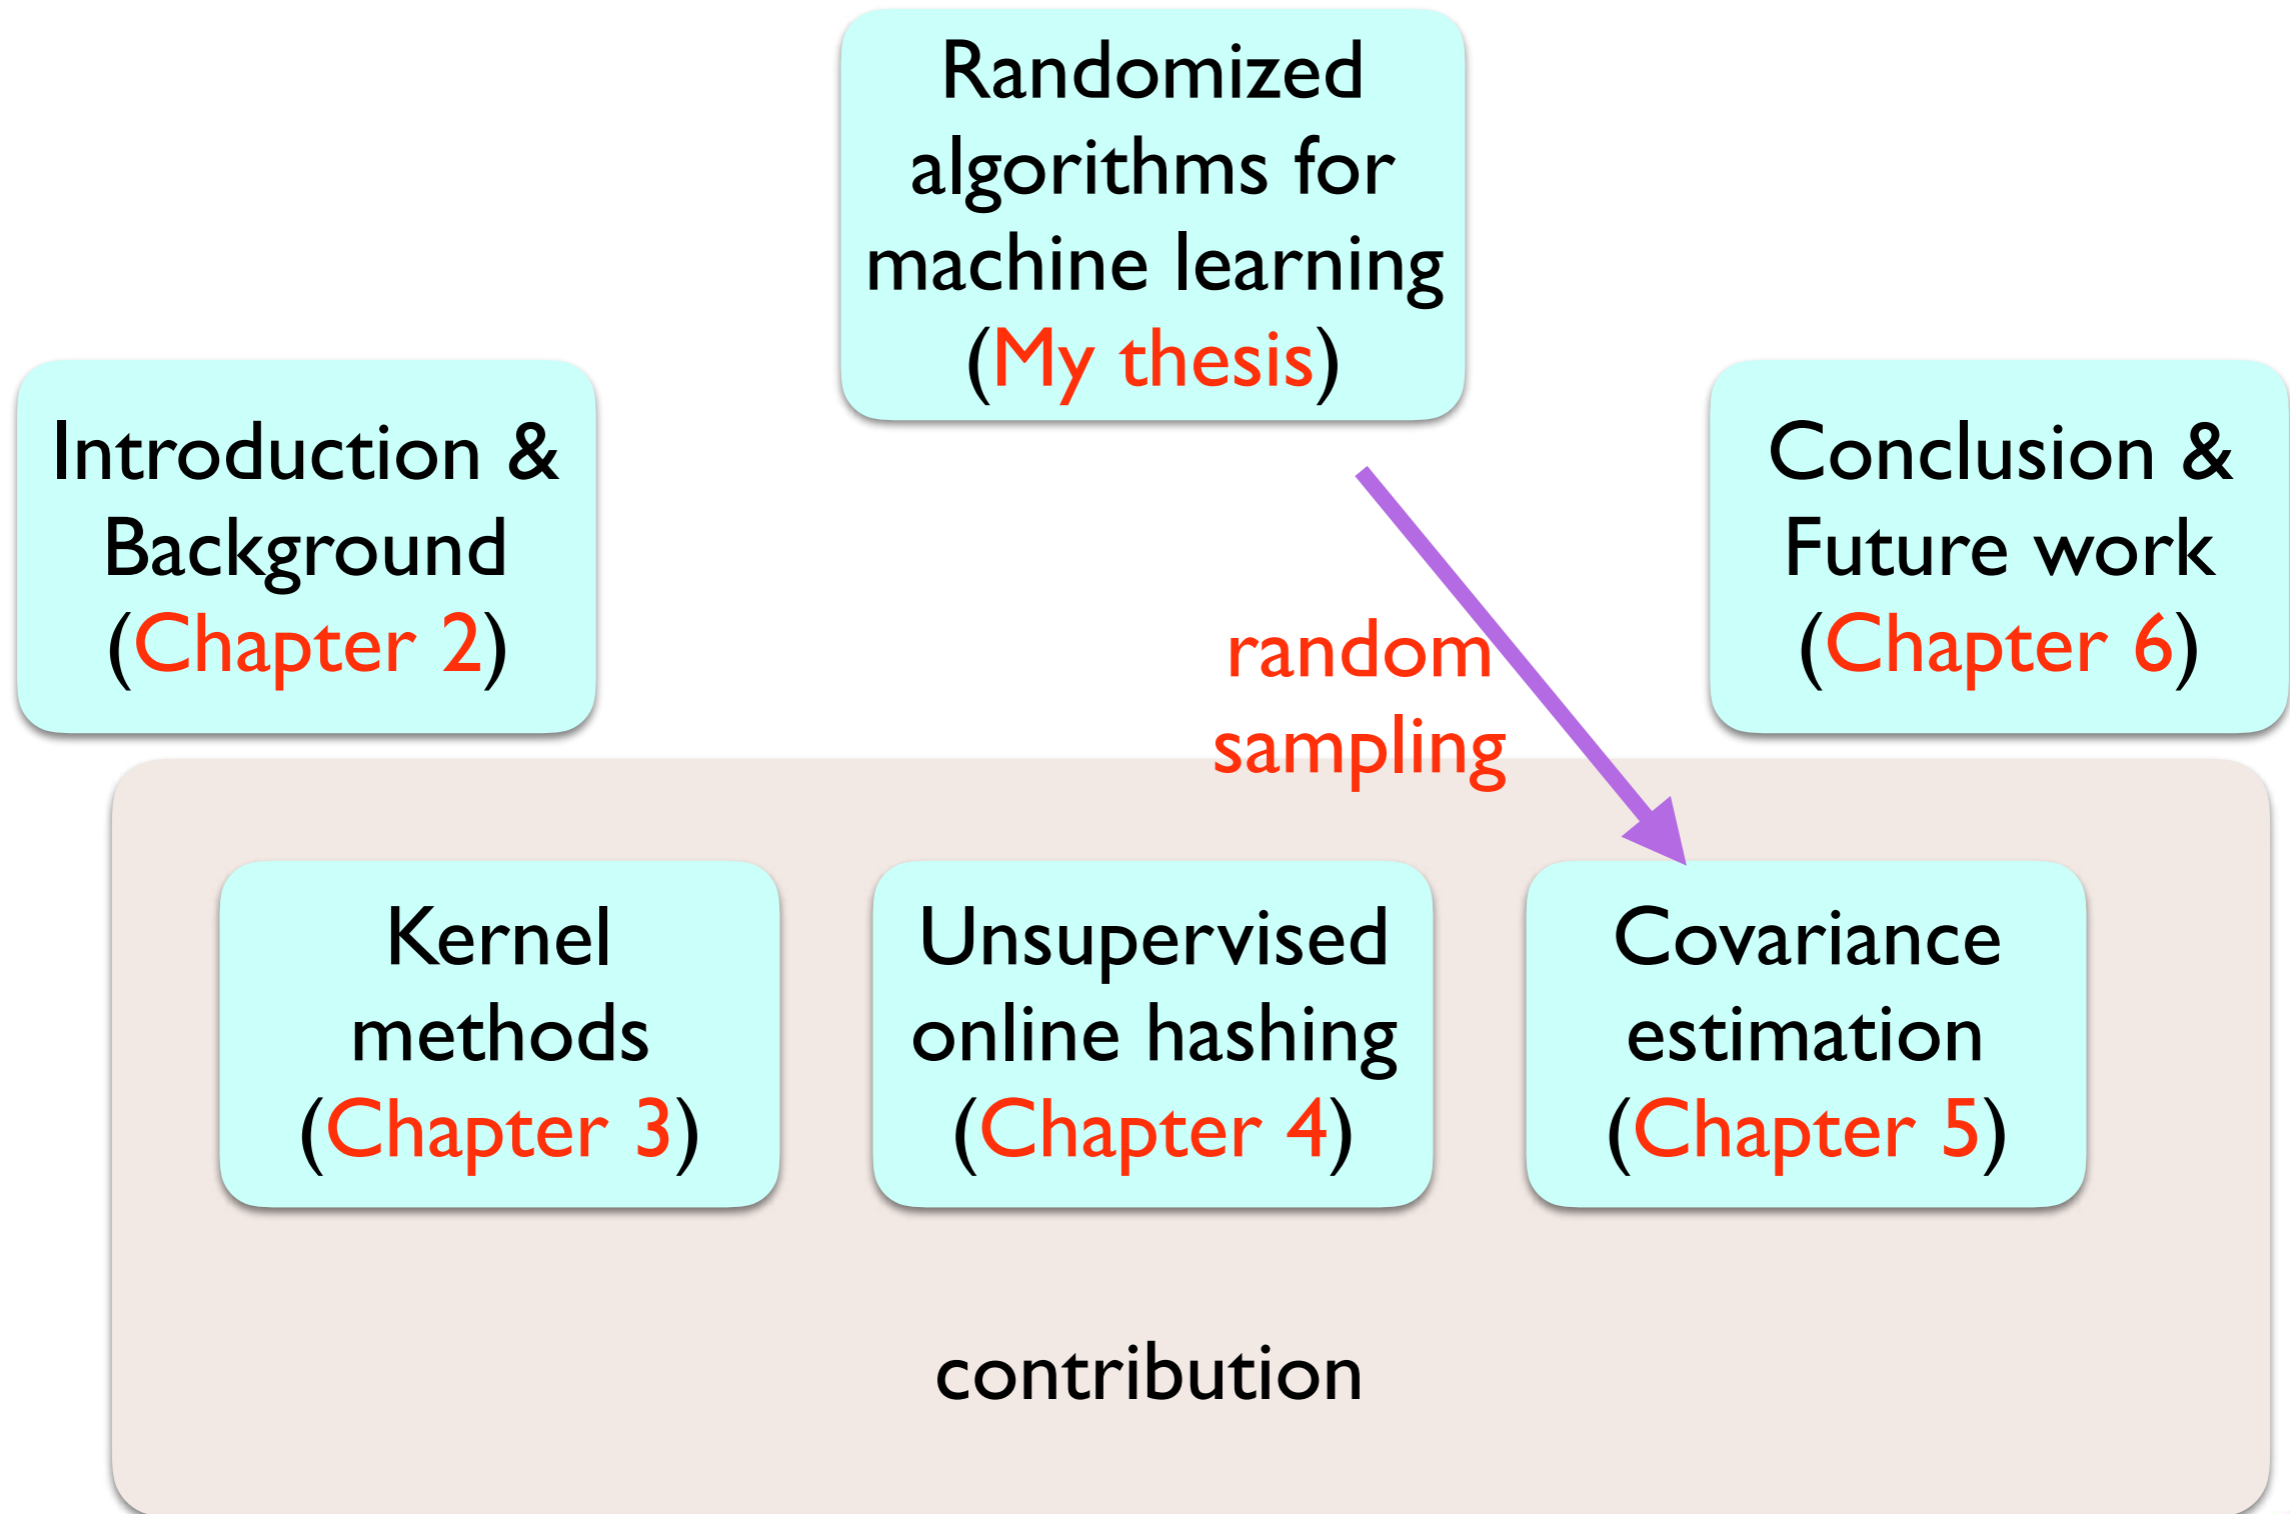 Randomized
algorithms for
machine learning
(My thesis)
Introduction &
Background
(Chapter 2)
Conclusion &
Future work
(Chapter 6)
random
sampling
Kernel
methods
(Chapter 3)
Unsupervised
online hashing
(Chapter 4)
Covariance
estimation
(Chapter 5)
contribution